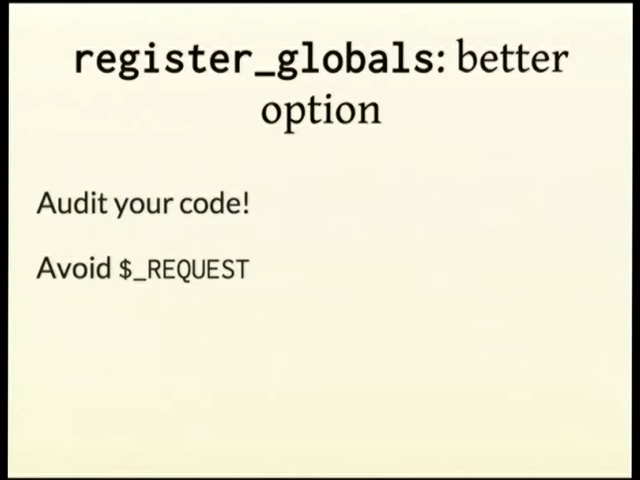 register_globals: better
option
Audit your code!
Avoid $_REQUEST